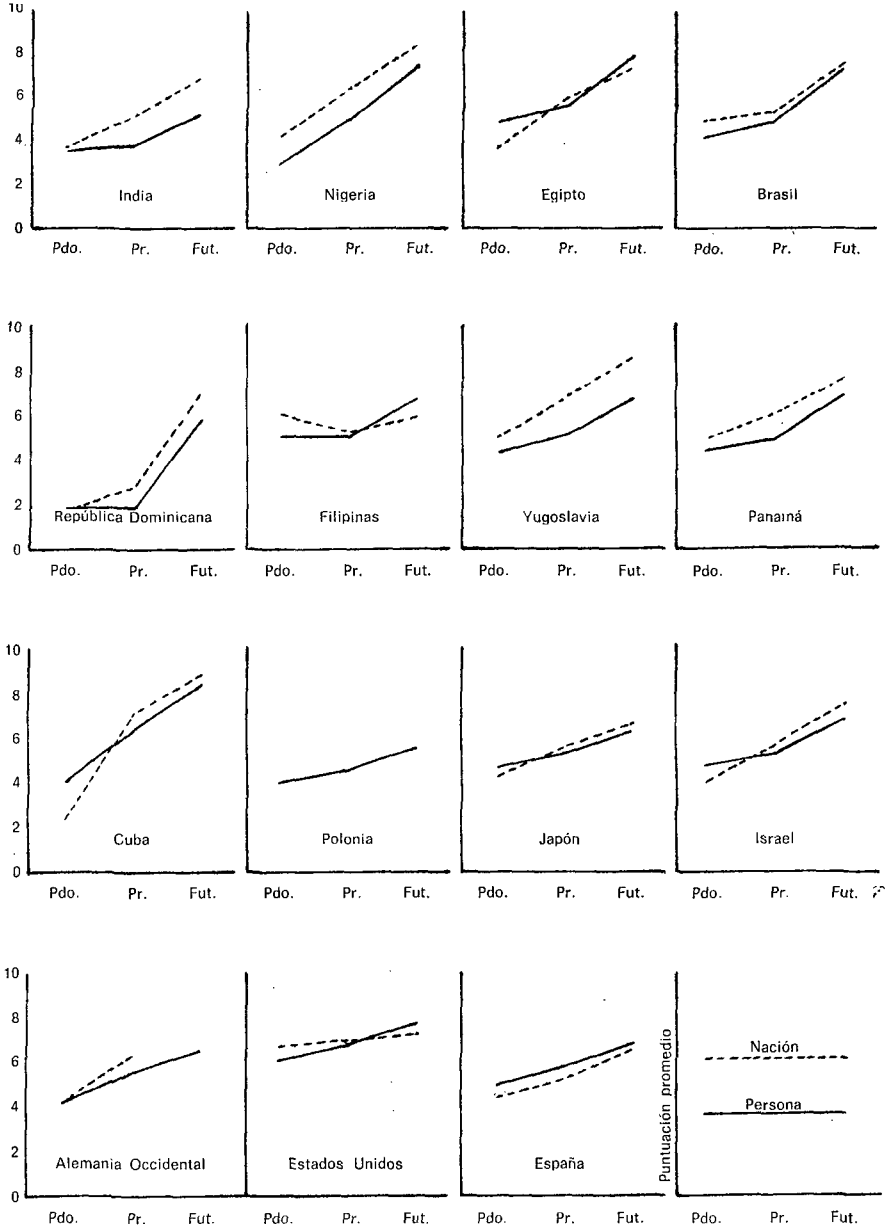 10
8
6
4
2
0
India
Nigeria
Egipto
Brasil
Pdo. Pr. Fut. Pdo. Pr. Fut. Pdo. Pr. Fut. Pdo. Pr. Fut.
10
8
6
4
2
0
República Dominicana
Filipinas
Yugoslavia
Panamá
Pdo. Pr. Fut. Pdo. Pr. Fut. Pdo. Pr. Fut. Pdo. Pr. Fut.
10
8
6
4
2
0
Cuba
Polonia
Japón
Israel
Pdo. Pr. Fut. Pdo. Pr. Fut. Pdo. Pr. Fut. Pdo. Pr. Fut.
10
8
6
4
2
0
Alemania Occidental
Estados Unidos
España
Puntuación promedio
Nación
Persona
Pdo. Pr. Fut. Pdo. Pr. Fut. Pdo. Pr. Fut. Pdo. Pr. Fut.